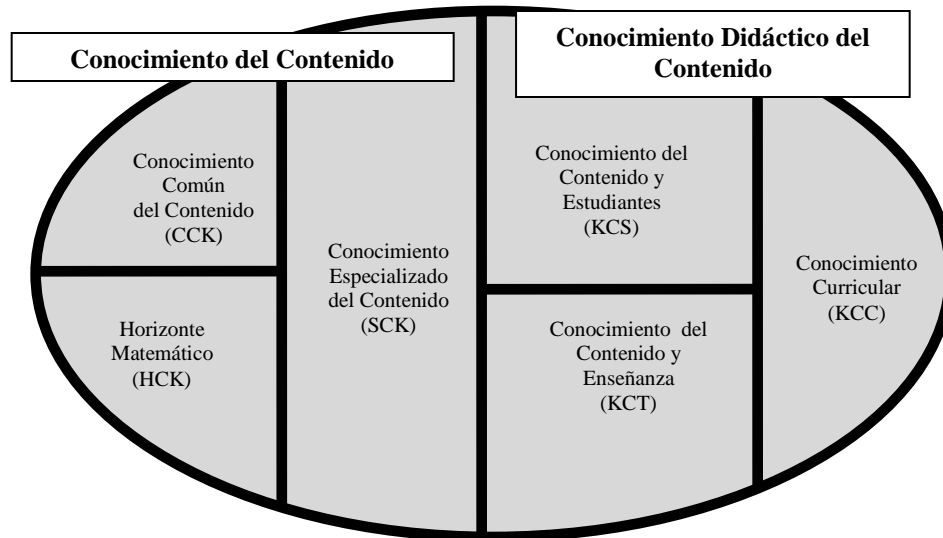 Conocimiento del Contenido
Conocimiento Didáctico del
Contenido
Conocimiento
Común
del Contenido
(CCK)
Horizonte
Matemático
(HCK)
Conocimiento
Especializado
del Contenido
(SCK)
Conocimiento del
Contenido y
Estudiantes
(KCS)
Conocimiento del
Contenido y
Enseñanza
(KCT)
Conocimiento
Curricular
(KCC)